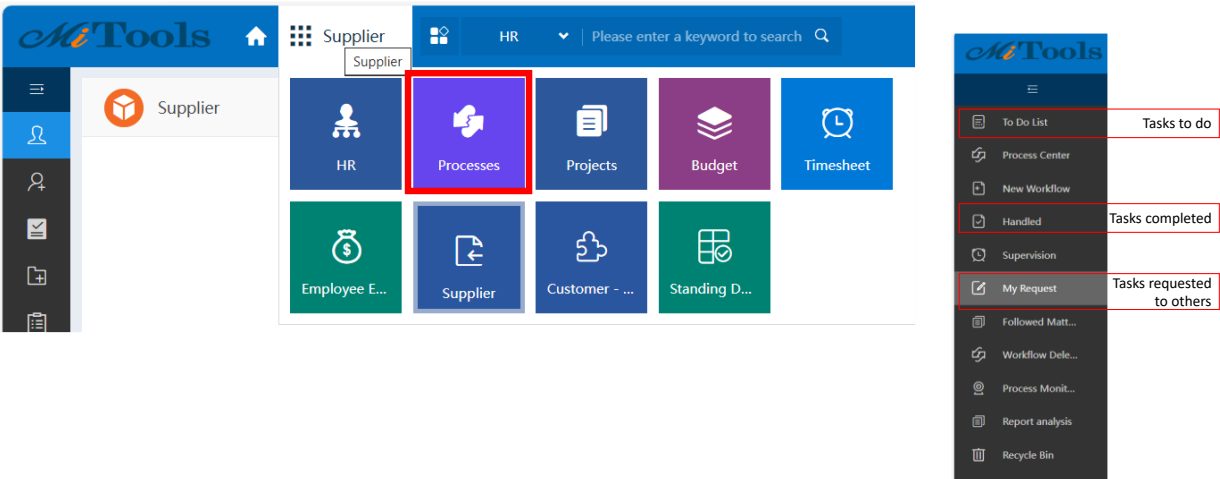 MiTools
Supplier
HR
Please enter a keyword to search
Supplier
Supplier
HR
Processes
Projects
Budget
Timesheet
Employee E...
Supplier
Customer - ...
Standing D...
MiTools
To Do List
Tasks to do
Process Center
New Workflow
Handled
Tasks completed
Supervision
My Request
Tasks requested
to others
Followed Matt...
Workflow Dele...
Process Monit...
Report analysis
Recycle Bin